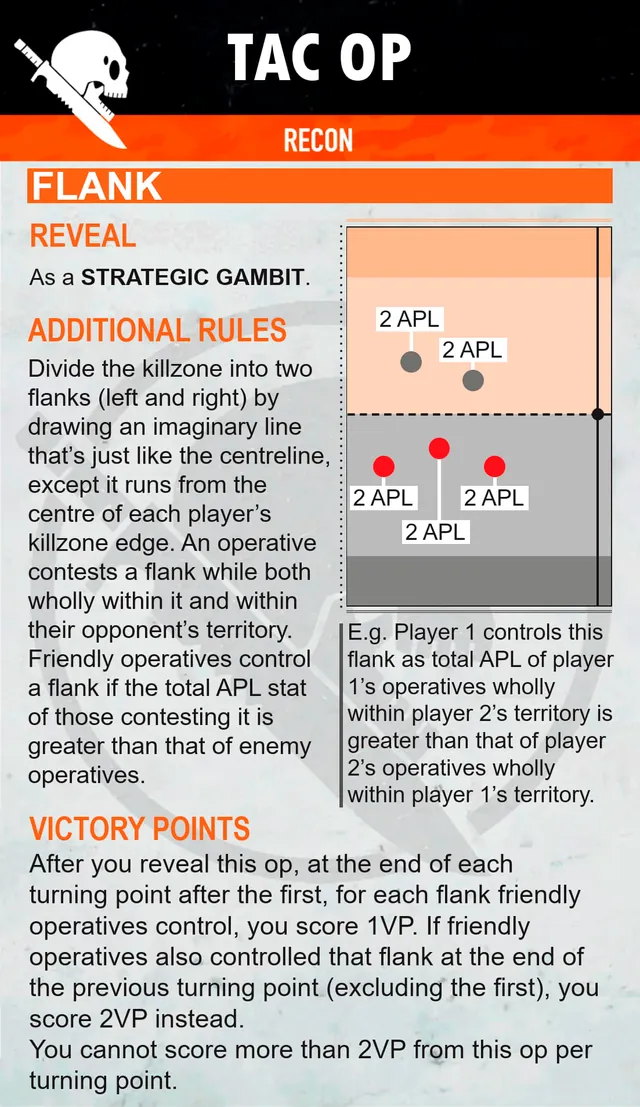 TAC OP
RECON
FLANK
REVEAL
As a STRATEGIC GAMBIT.
ADDITIONAL RULES
Divide the killzone into two
flanks (left and right) by
drawing an imaginary line
that's just like the centreline,
except it runs from the
centre of each player's
killzone edge. An operative
contests a flank while both
wholly within it and within
their opponent's territory.
Friendly operatives control
a flank if the total APL stat
of those contesting it is
greater than that of enemy
operatives.
2 APL
2 APL
2 APL
2 APL
2 APL
E.g. Player 1 controls this
flank as total APL of player
1's operatives wholly
within player 2's territory is
greater than that of player
2's operatives wholly
within player 1's territory.
VICTORY POINTS
After you reveal this op, at the end of each
turning point after the first, for each flank friendly
operatives control, you score 1VP. If friendly
operatives also controlled that flank at the end of
the previous turning point (excluding the first), you
score 2VP instead.
You cannot score more than 2VP from this op per
turning point.